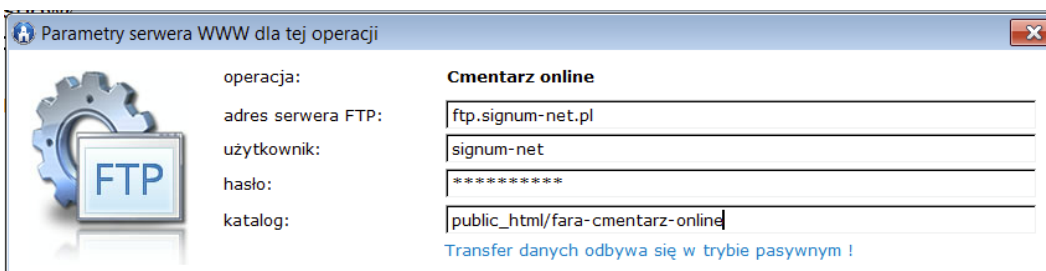 Parametry serwera WWW dla tej operacji
operacja: Cmentarz online
adres serwera FTP: ftp.signum-net.pl
użytkownik: signum-net
hasło: **********
katalog: public_html/fara-cmentarz-online
Transfer danych odbywa się w trybie pasywnym !
FTP